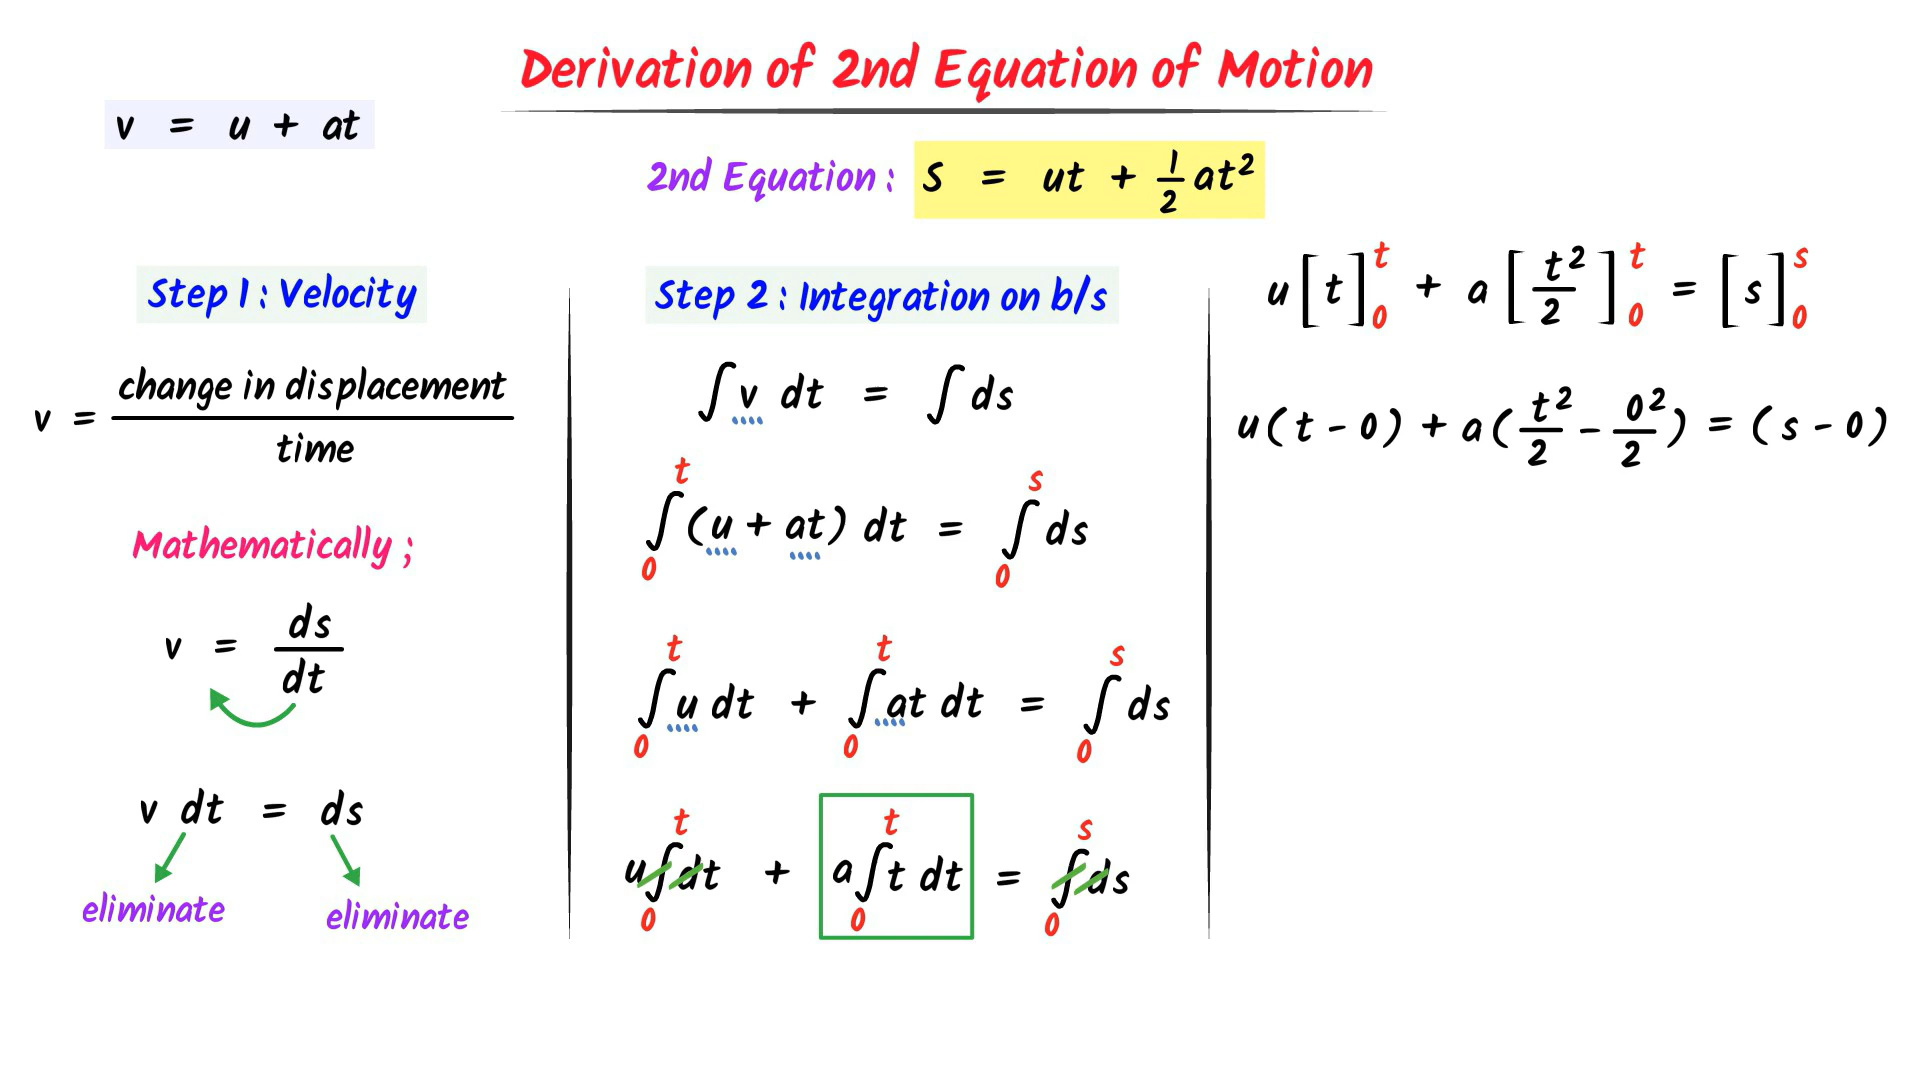 Derivation of 2nd Equation of Motion
v = u + at
2nd Equation : S = ut + 1/2 at²
Step 1 : Velocity
v = change in displacement / time
Mathematically ;
v = ds/dt
v dt = ds
eliminate eliminate
Step 2 : Integration on b/s
∫ v dt = ∫ ds
∫₀ᵗ (u + at) dt = ∫₀ˢ ds
∫₀ᵗ u dt + ∫₀ᵗ at dt = ∫₀ˢ ds
u∫₀ᵗ dt + a∫₀ᵗ t dt = ∫₀ˢ ds
u[t]₀ᵗ + a[t²/2]₀ᵗ = [s]₀ˢ
u(t - 0) + a(t²/2 - 0²/2) = (s - 0)